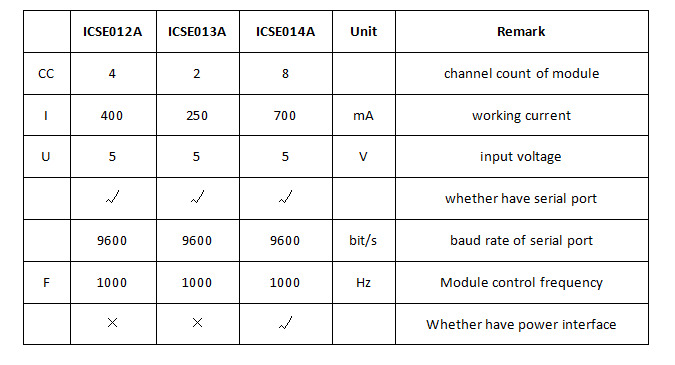 ICSE012A ICSE013A ICSE014A Unit Remark
CC 4 2 8 channel count of module
I 400 250 700 mA working current
U 5 5 5 V input voltage
✓ ✓ ✓ whether have serial port
9600 9600 9600 bit/s baud rate of serial port
F 1000 1000 1000 Hz Module control frequency
× × ✓ Whether have power interface